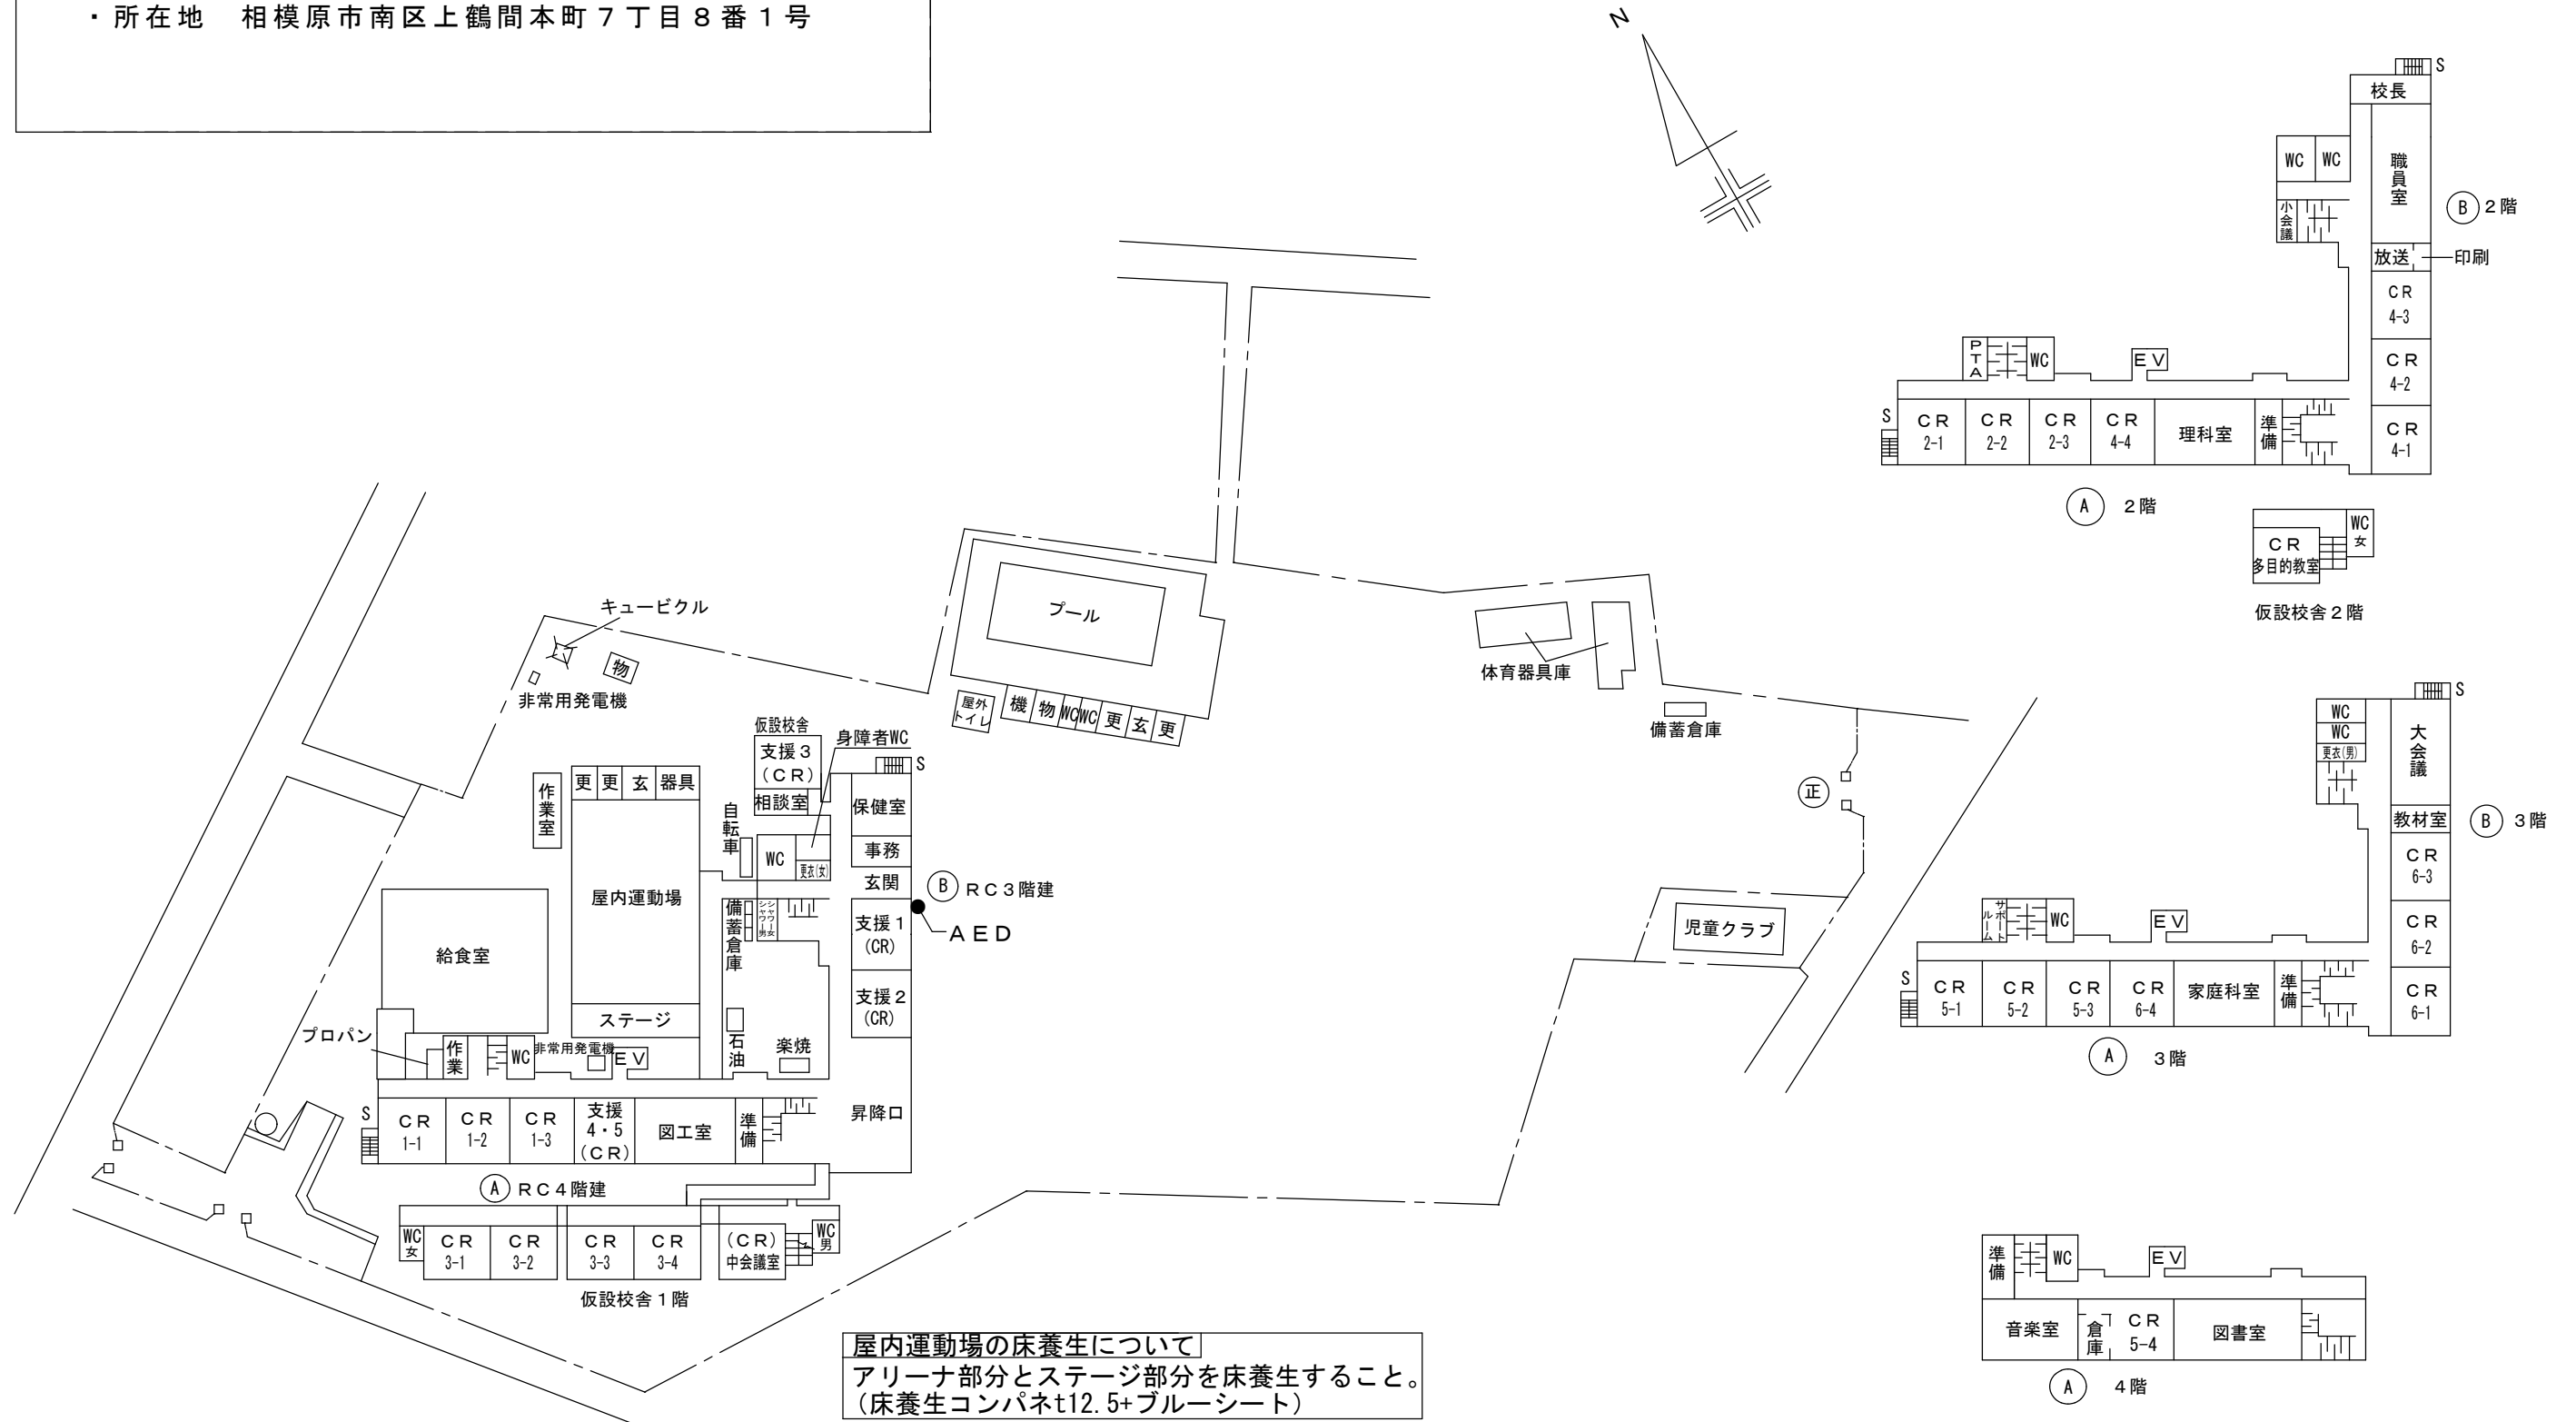 ・所在地　相模原市南区上鶴間本町７丁目８番１号
N
S
校長
WC
WC
職員室
小会議
B ２階
放送
印刷
ＣＲ
4-3
ＣＲ
4-2
ＣＲ
4-1
ＰＴＡ
WC
ＥＶ
S
ＣＲ
2-1
ＣＲ
2-2
ＣＲ
2-3
ＣＲ
4-4
理科室
準備
A ２階
ＣＲ
多目的教室
WC
女
仮設校舎２階
キュービクル
物
非常用発電機
プール
屋外
トイレ
機
物
WC
WC
更
玄
更
体育器具庫
備蓄倉庫
正
児童クラブ
仮設校舎
支援３
（ＣＲ）
相談室
身障者WC
S
保健室
事務
玄関
B ＲＣ３階建
ＡＥＤ
支援１
(CR)
支援２
(CR)
昇降口
自転車
WC
更衣(女)
備蓄倉庫
シャワー男
シャワー女
石油
楽焼
作業室
更
更
玄
器具
屋内運動場
ステージ
給食室
プロパン
作業
WC
非常用発電機
ＥＶ
S
ＣＲ
1-1
ＣＲ
1-2
ＣＲ
1-3
支援
4・5
（ＣＲ）
図工室
準備
A ＲＣ４階建
WC
女
ＣＲ
3-1
ＣＲ
3-2
ＣＲ
3-3
ＣＲ
3-4
（ＣＲ）
中会議室
WC
男
仮設校舎１階
S
WC
WC
更衣(男)
大会議
教材室
B ３階
ＣＲ
6-3
ＣＲ
6-2
ＣＲ
6-1
サポート
ルーム
WC
ＥＶ
S
ＣＲ
5-1
ＣＲ
5-2
ＣＲ
5-3
ＣＲ
6-4
家庭科室
準備
A ３階
準備
WC
ＥＶ
音楽室
倉庫
ＣＲ
5-4
図書室
A ４階
屋内運動場の床養生について
アリーナ部分とステージ部分を床養生すること。
（床養生コンパネt12.5+ブルーシート）